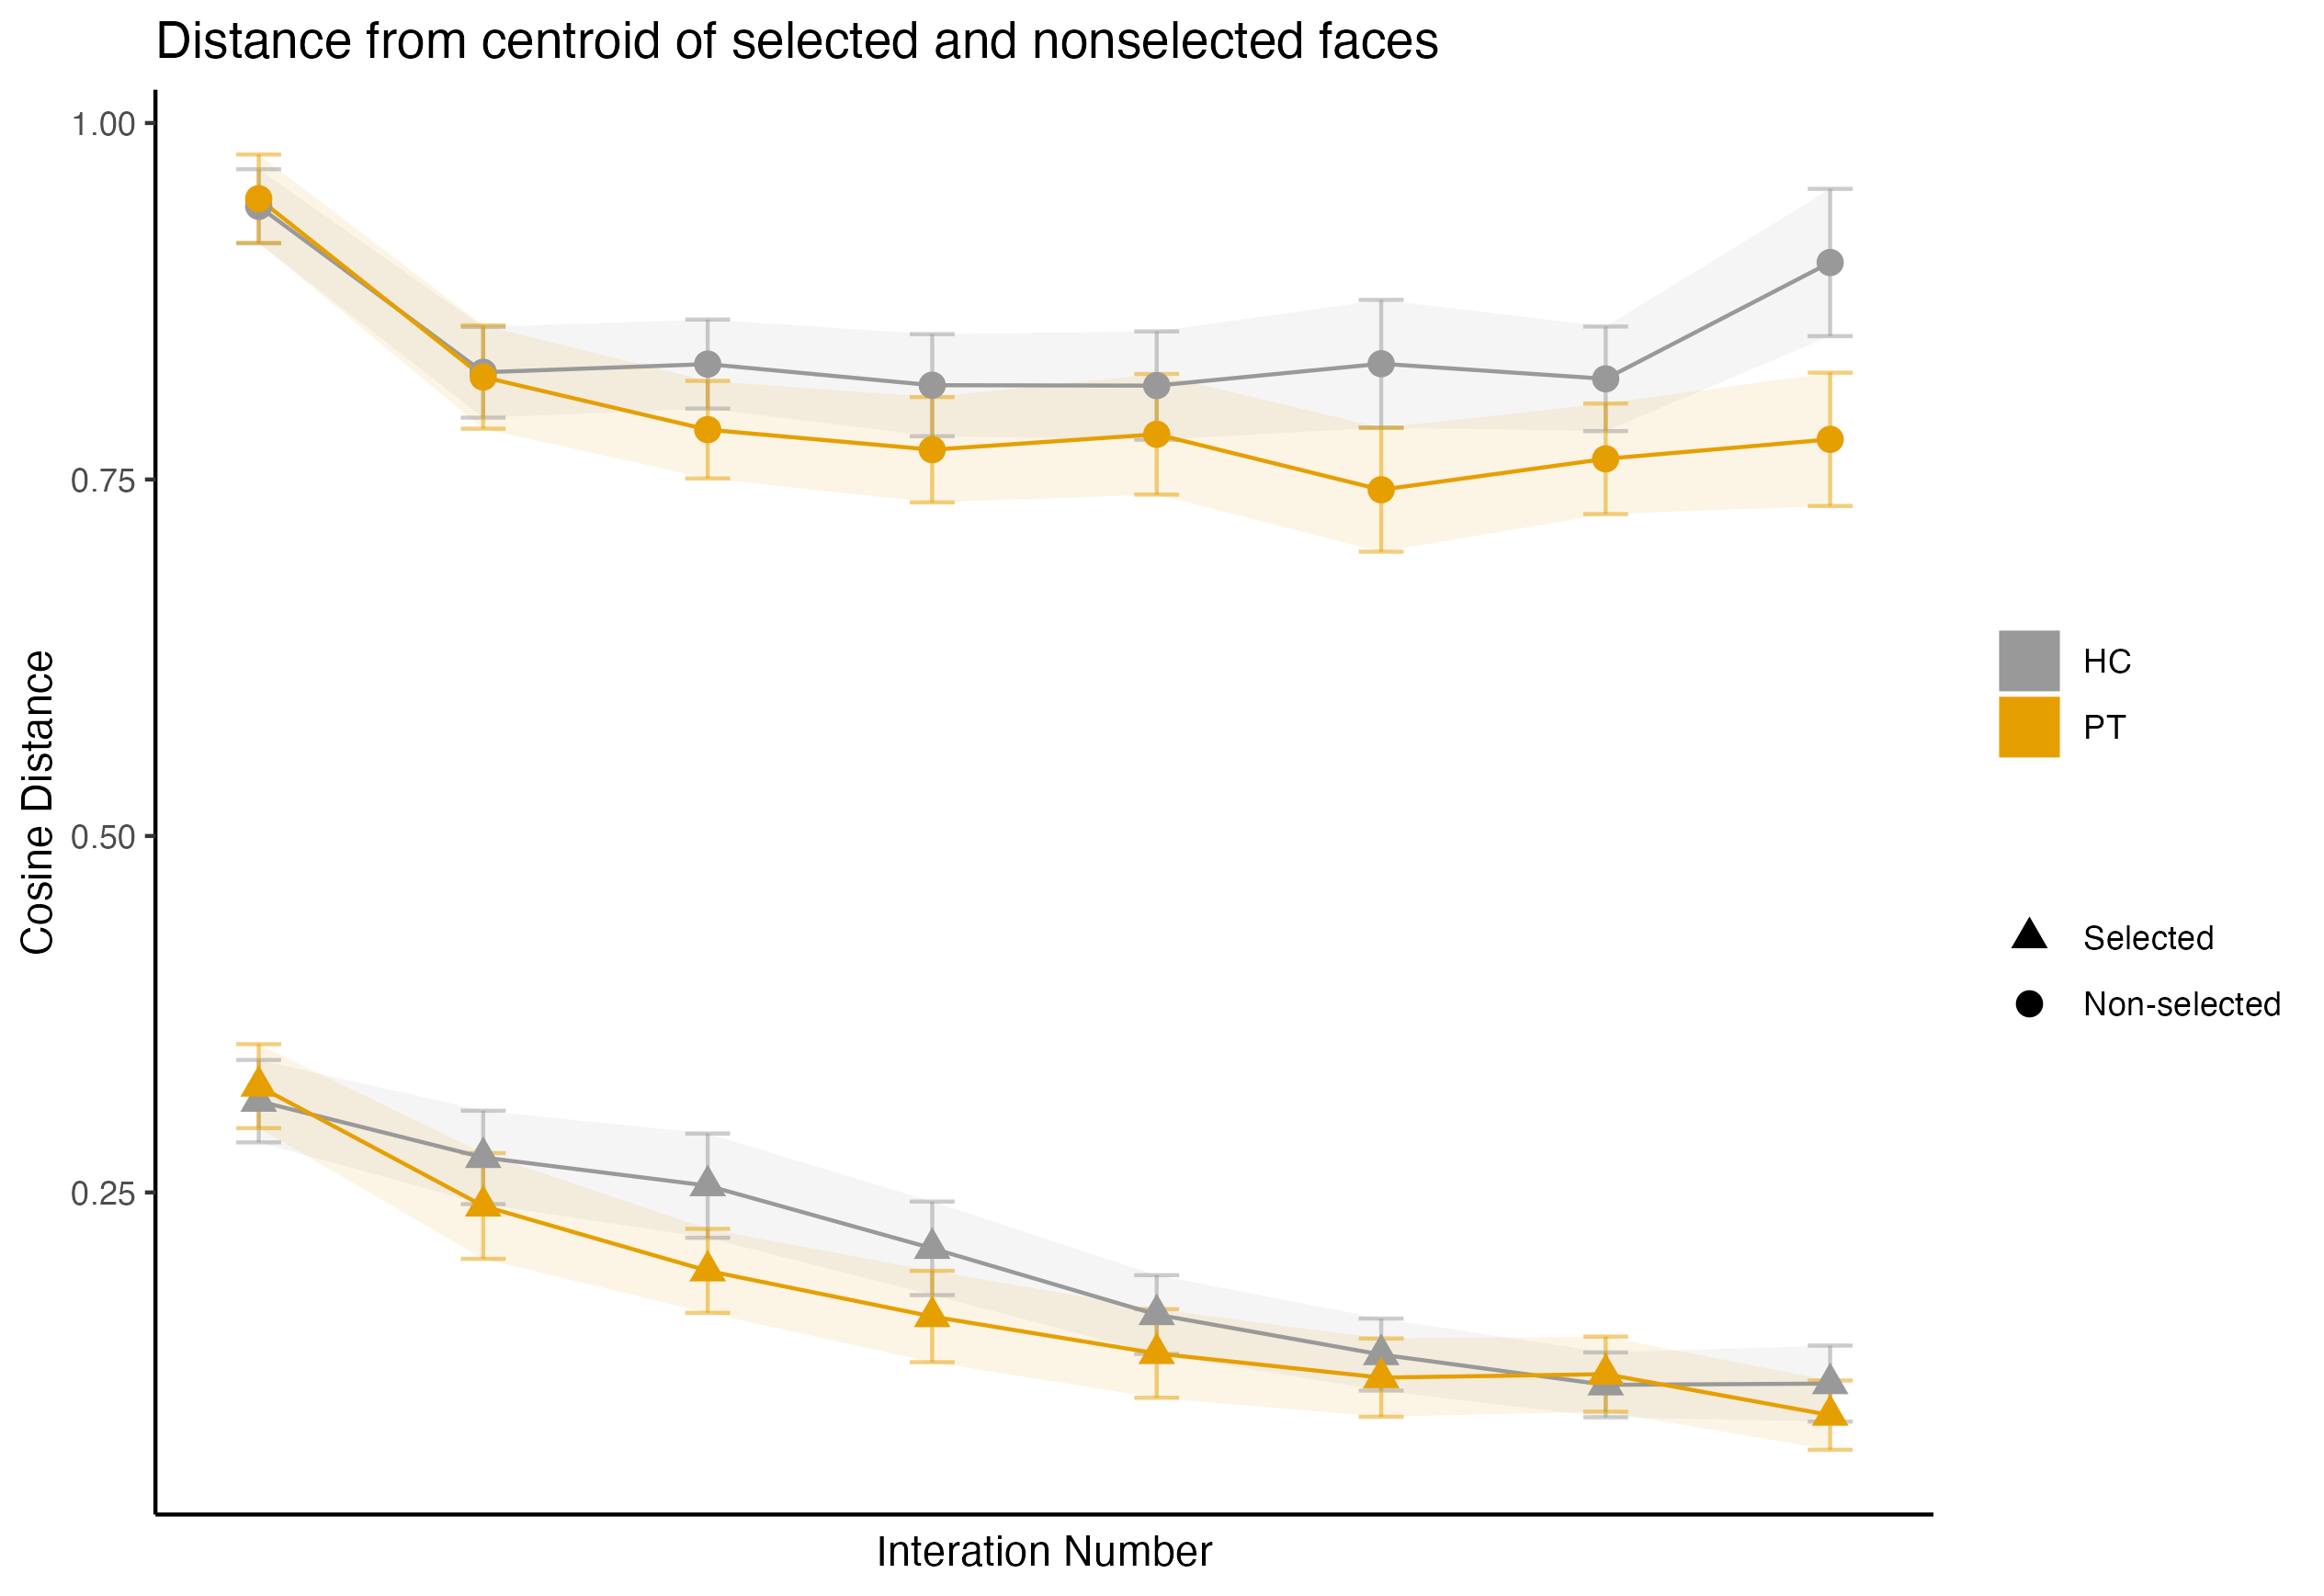 Distance from centroid of selected and nonselected faces
1.00
0.75
0.50
0.25
Cosine Distance
Interation Number
HC
PT
Selected
Non-selected